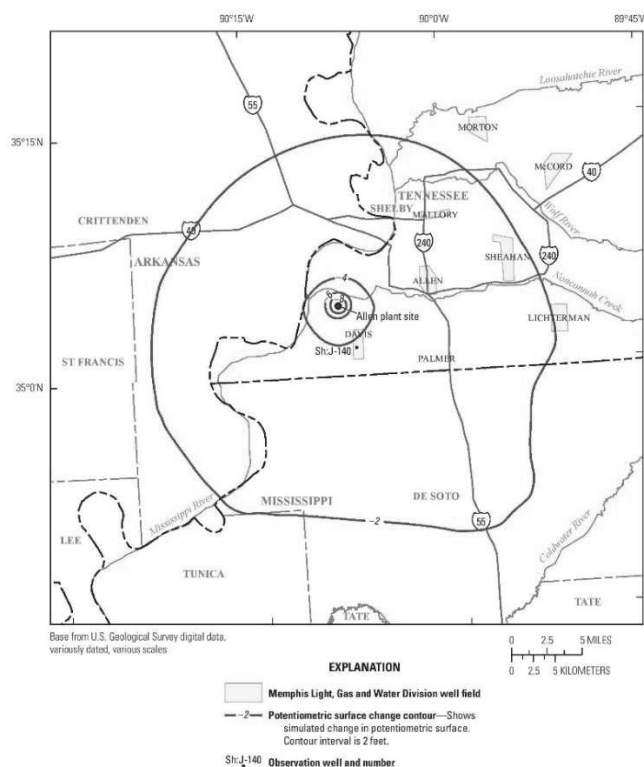 90°15'W
90°0'W
89°45'W
Loosahatchie River
55
MORTON
35°15'
McCORD
40
TENNESSEE
SHELBY
MALLORY
Wolf River
CRITTENDEN
40
ARKANSAS
240
SHEAHAN
240
ALLEN
Nonconnah Creek
4
6
8
Allen plant site
LICHTERMAN
DAVIS
Sh:J-140
ST FRANCIS
PALMER
35°0'
Mississippi River
MISSISSIPPI
DE SOTO
–2
55
Coldwater River
LEE
TUNICA
TATE
TATE
Base from U.S. Geological Survey digital data,
variously dated, various scales
0 2.5 5 MILES
0 2.5 5 KILOMETERS
EXPLANATION
Memphis Light, Gas and Water Division well field
–2 Potentiometric surface change contour—Shows
simulated change in potentiometric surface.
Contour interval is 2 feet.
Sh:J-140 Observation well and number